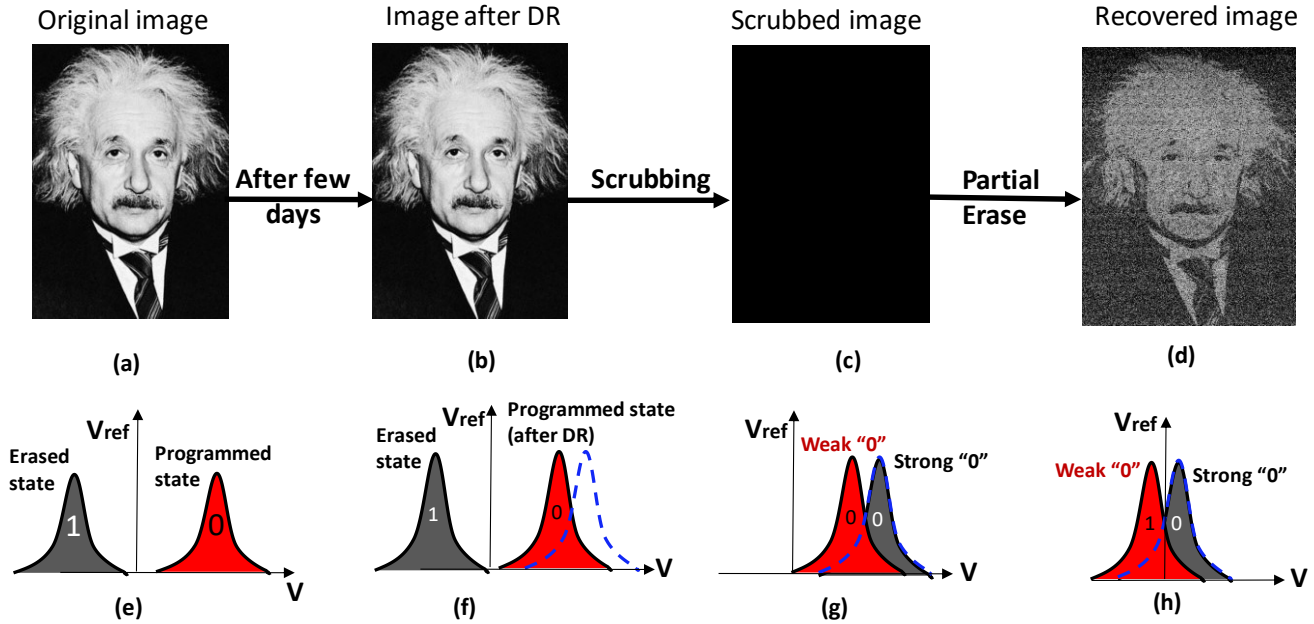 Original image
Image after DR
Scrubbed image
Recovered image
After few
days
Scrubbing
Partial
Erase
(a)
(b)
(c)
(d)
Vref
Erased
state
Programmed
state
1
0
V
(e)
Vref
Erased
state
Programmed state
(after DR)
1
0
V
(f)
Vref
Weak "0"
Strong "0"
0
0
V
(g)
Vref
Weak "0"
Strong "0"
1
0
V
(h)